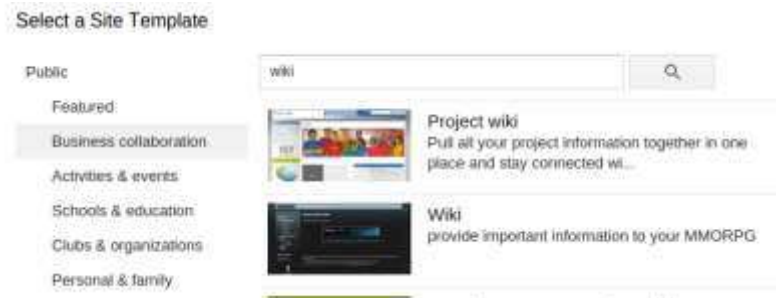 Select a Site Template
Public
wiki
Featured
Business collaboration
Activities & events
Schools & education
Clubs & organizations
Personal & family
Project wiki
Pull all your project information together in one
place and stay connected wi...
Wiki
provide important information to your MMORPG